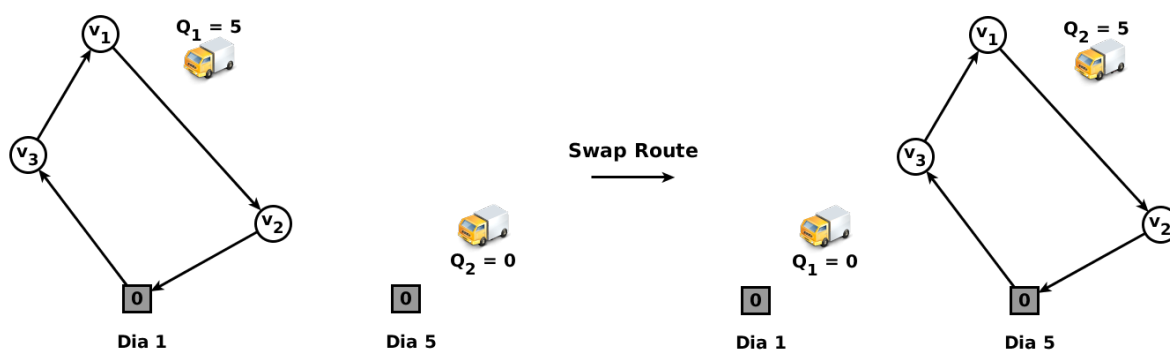 v1
Q1 = 5
v3
v2
Q2 = 0
0
0
Dia 1
Dia 5
Swap Route
v1
Q2 = 5
v3
v2
Q1 = 0
0
0
Dia 1
Dia 5